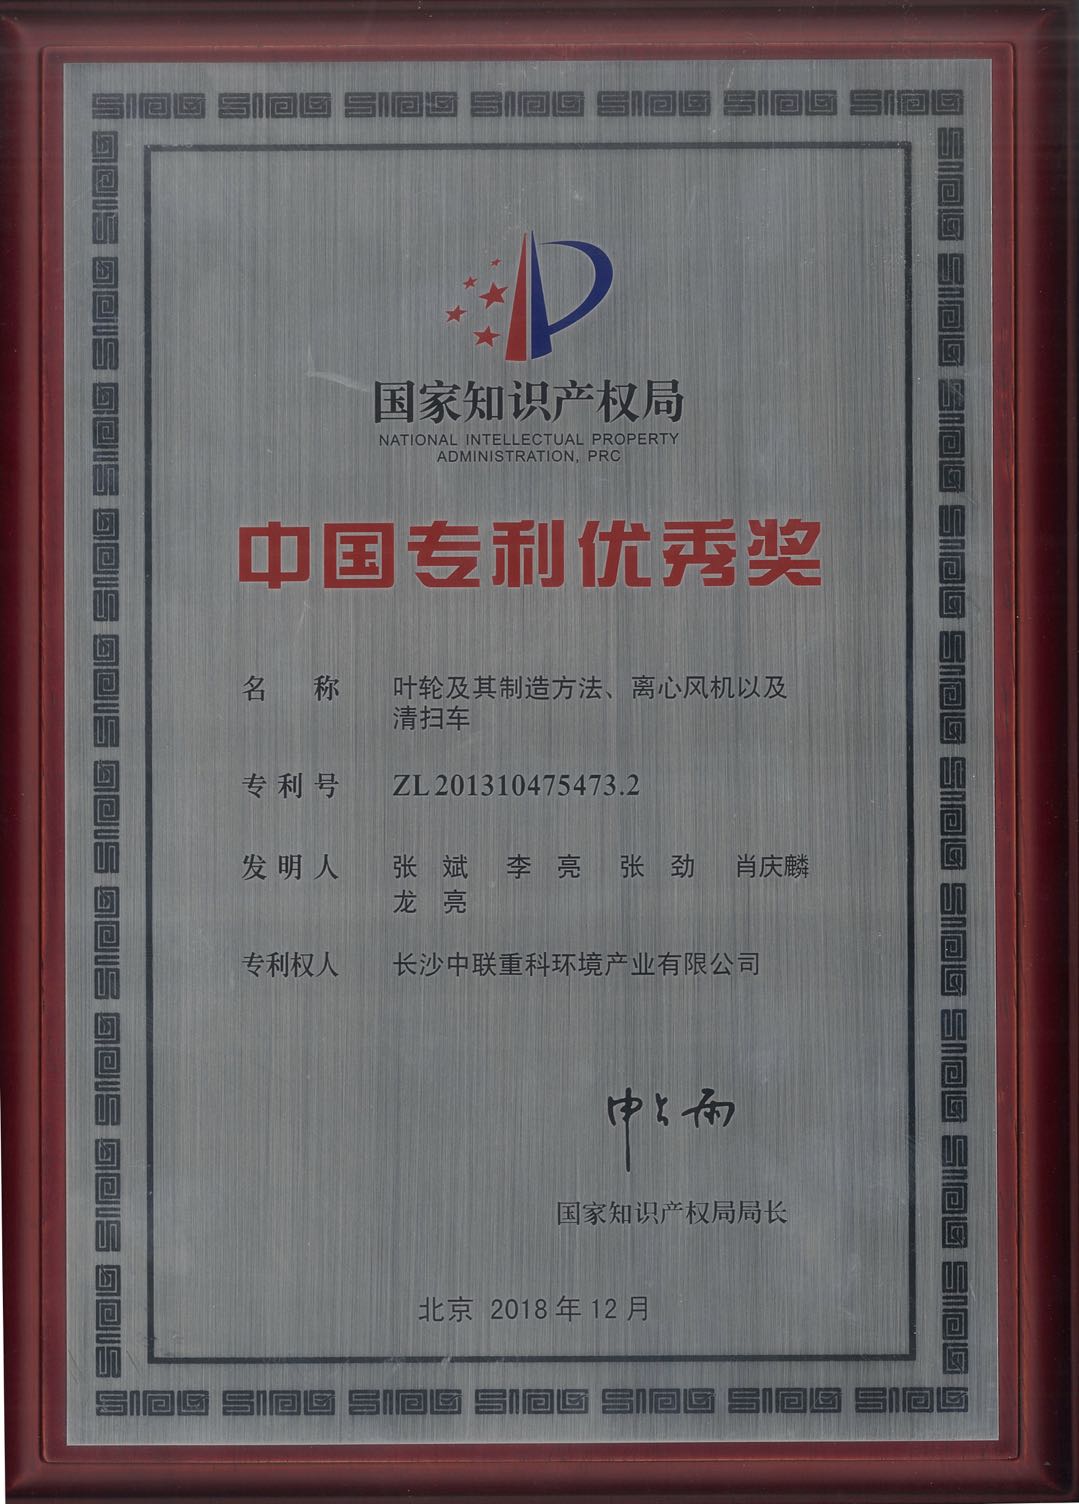 国家知识产权局
NATIONAL INTELLECTUAL PROPERTY
ADMINISTRATION, PRC
中国专利优秀奖
名 称 叶轮及其制造方法、离心风机以及
清扫车
专利号 ZL201310475473.2
发明人 张斌 李亮 张劲 肖庆麟
龙亮
专利权人 长沙中联重科环境产业有限公司
申长雨
国家知识产权局局长
北京 2018年12月